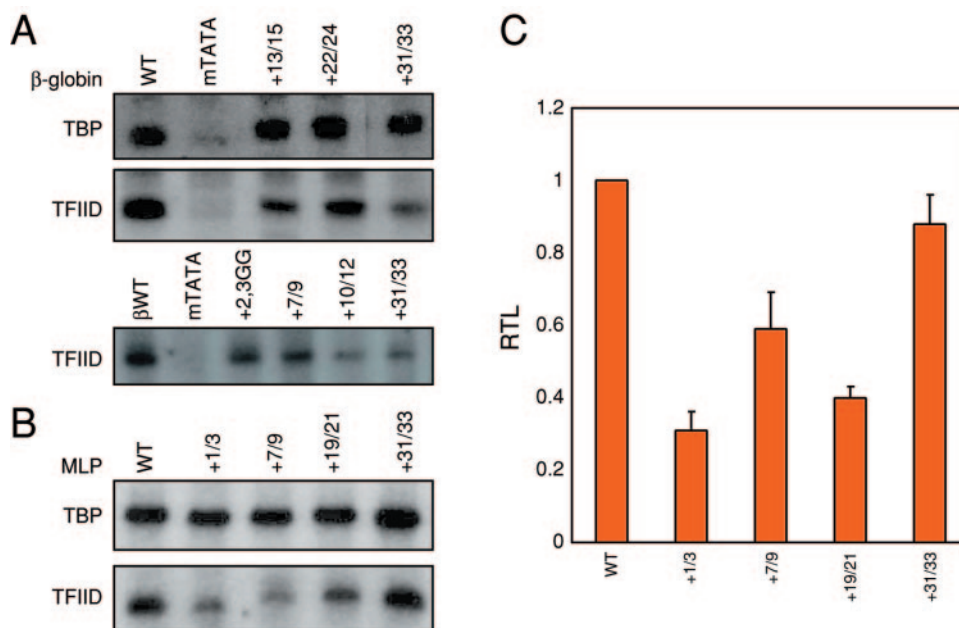 A
β-globin WT mTATA +13/15 +22/24 +31/33
TBP
TFIID
βWT mTATA +2,3GG +7/9 +10/12 +31/33
TFIID
B
MLP WT +1/3 +7/9 +19/21 +31/33
TBP
TFIID
C
1.2
1
0.8
0.6
0.4
0.2
0
RTL
WT +1/3 +7/9 +19/21 +31/33